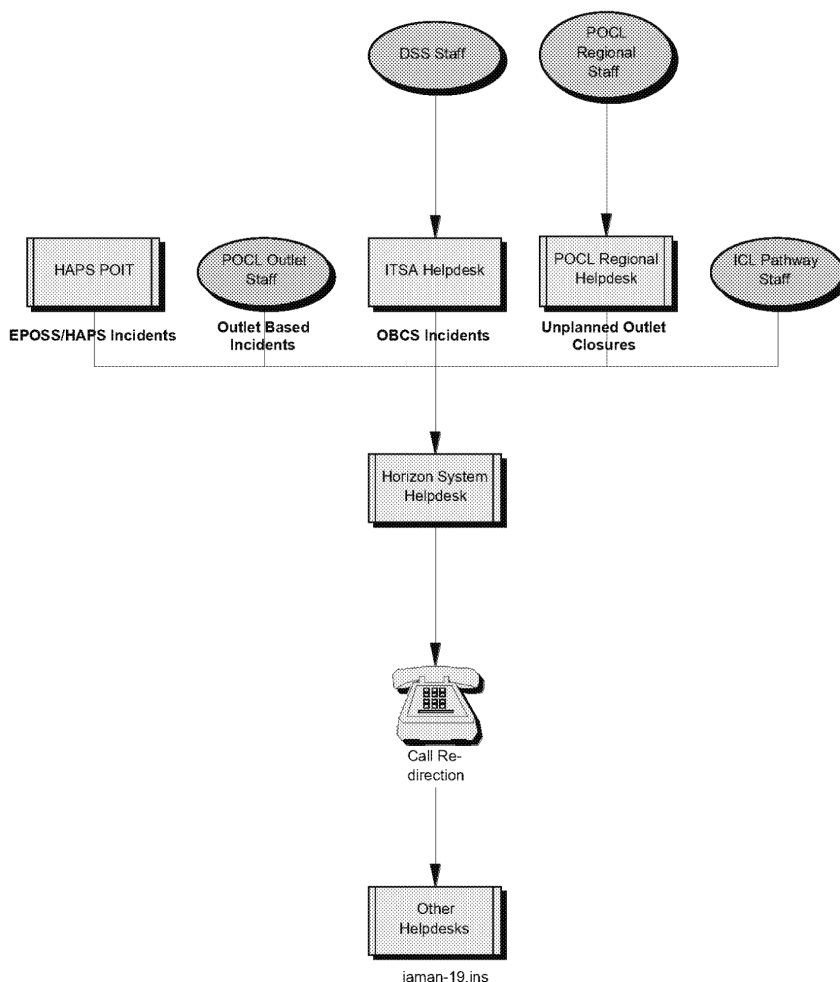 DSS Staff
POCL
Regional
Staff
HAPS POIT
POCL Outlet
Staff
ITSA Helpdesk
POCL Regional
Helpdesk
ICL Pathway
Staff
EPOSS/HAPS Incidents
Outlet Based
Incidents
OBCS Incidents
Unplanned Outlet
Closures
Horizon System
Helpdesk
Call Re-
direction
Other
Helpdesks
iaman-19.ins